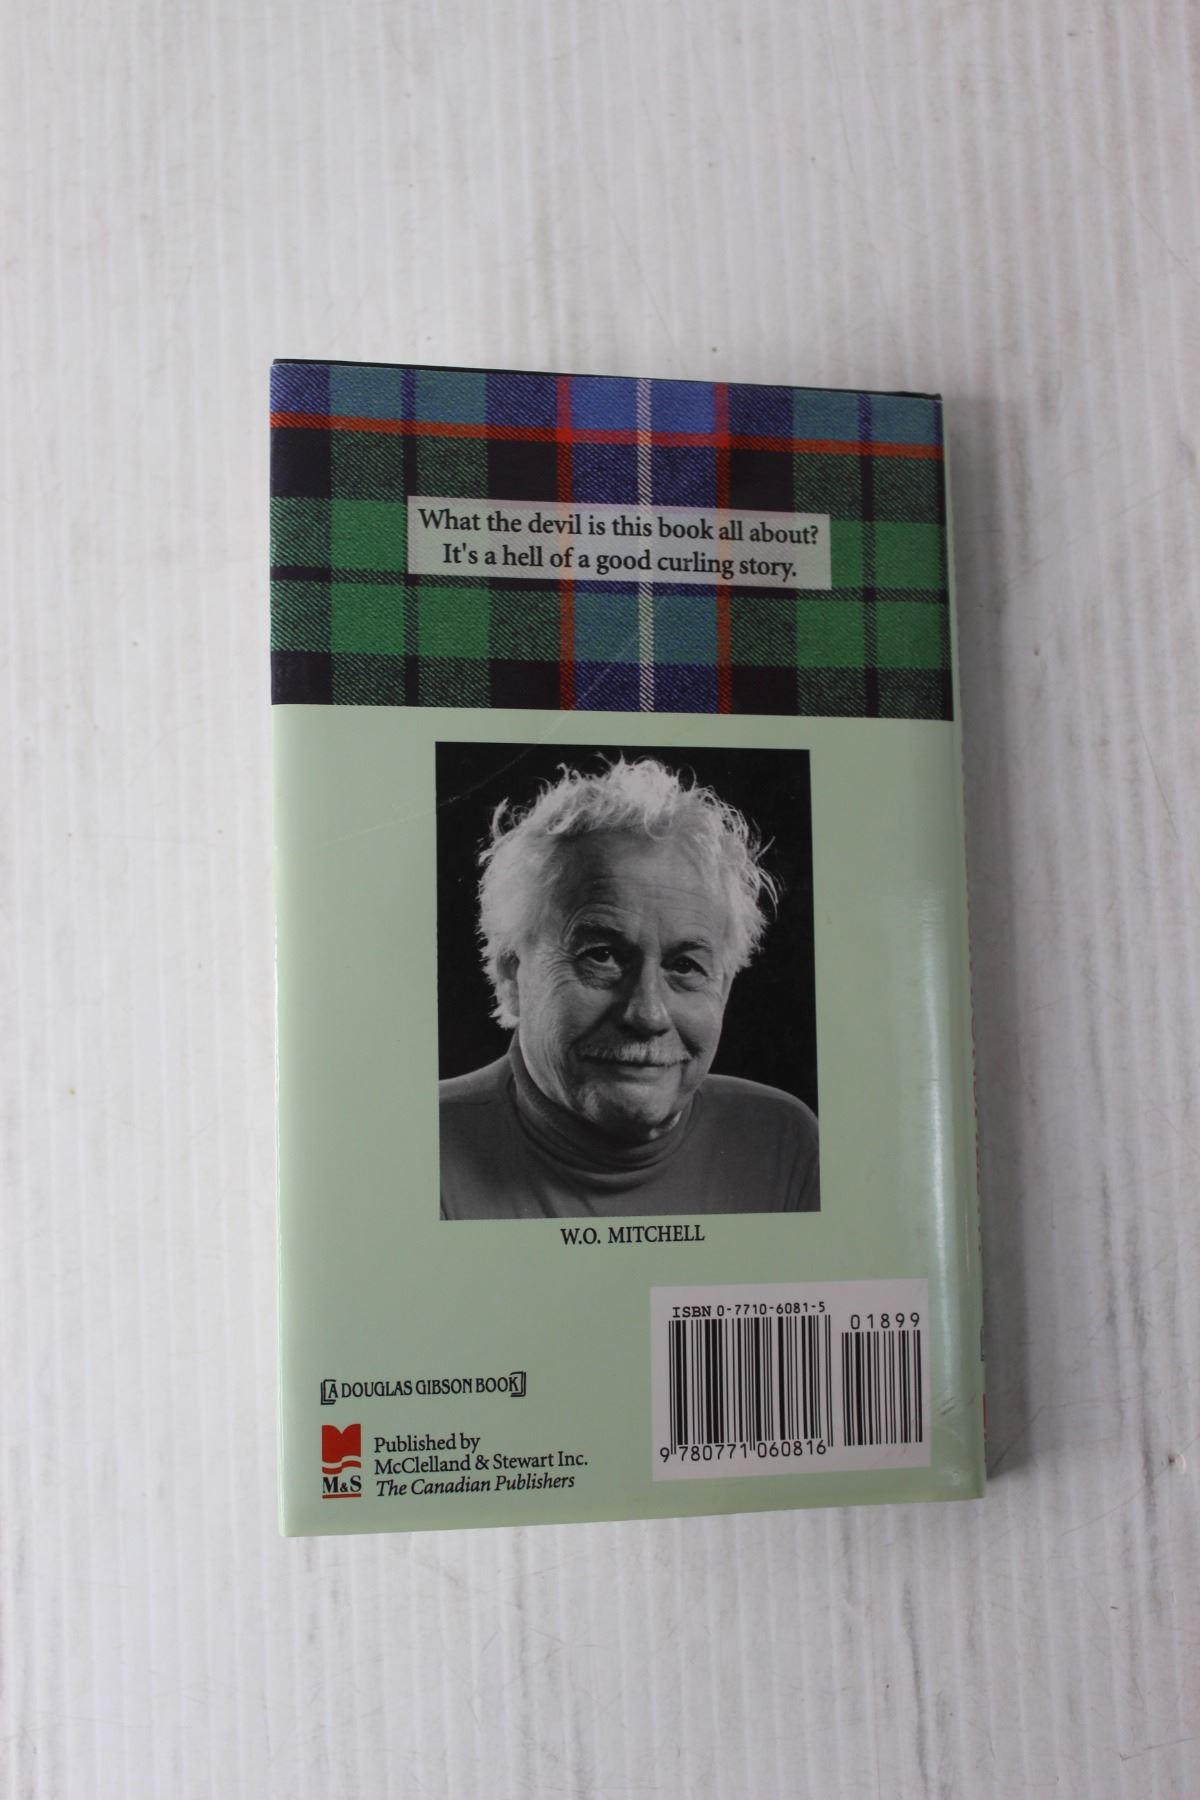 What the devil is this book all about?
It's a hell of a good curling story.
W.O. MITCHELL
ISBN 0-7710-6081-5
01899
9 780771 060816
A DOUGLAS GIBSON BOOK
M&S
Published by
McClelland & Stewart Inc.
The Canadian Publishers